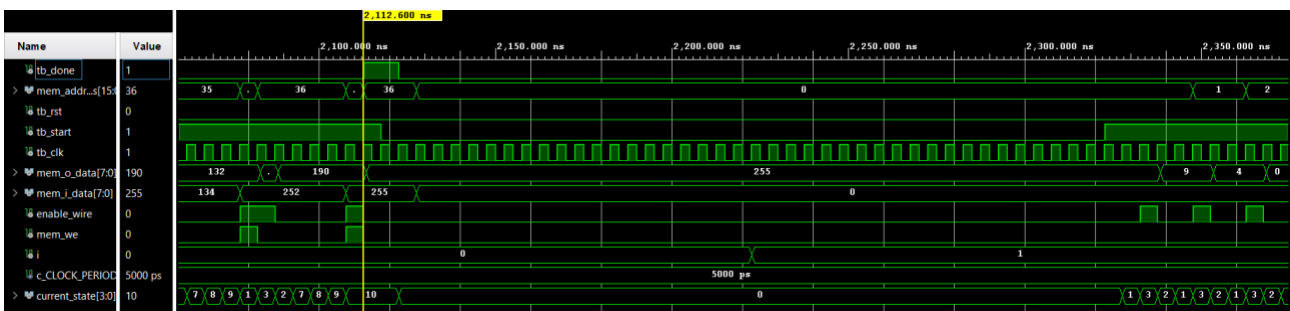 2,112.600 ns
Name Value 2,100.000 ns 2,150.000 ns 2,200.000 ns 2,250.000 ns 2,300.000 ns 2,350.000 ns
tb_done 1
> mem_addr...s[15:0 36 35 . 36 . 36 0 1 2
tb_rst 0
tb_start 1
tb_clk 1
> mem_o_data[7:0] 190 132 . 190 255 9 4 0
> mem_i_data[7:0] 255 134 252 255 0
enable_wire 0
mem_we 0
i 0 0 1
c_CLOCK_PERIOD 5000 ps 5000 ps
> current_state[3:0] 10 7 8 9 1 3 2 7 8 9 10 0 1 3 2 1 3 2 1 3 2